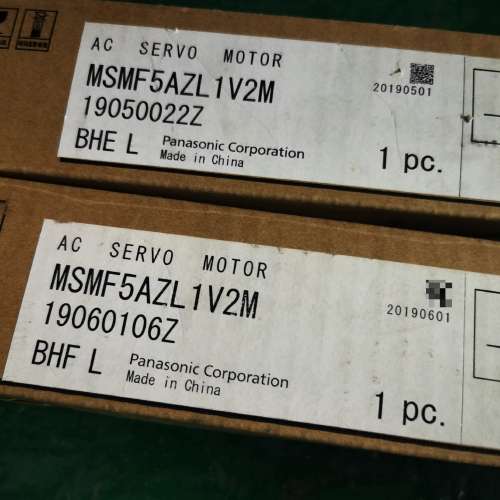 AC SERVO MOTOR
MSMF5AZL1V2M
20190501
19050022Z
BHE L Panasonic Corporation
Made in China
1 pc.
AC SERVO MOTOR
MSMF5AZL1V2M
20190601
19060106Z
BHF L Panasonic Corporation
Made in China
1 pc.